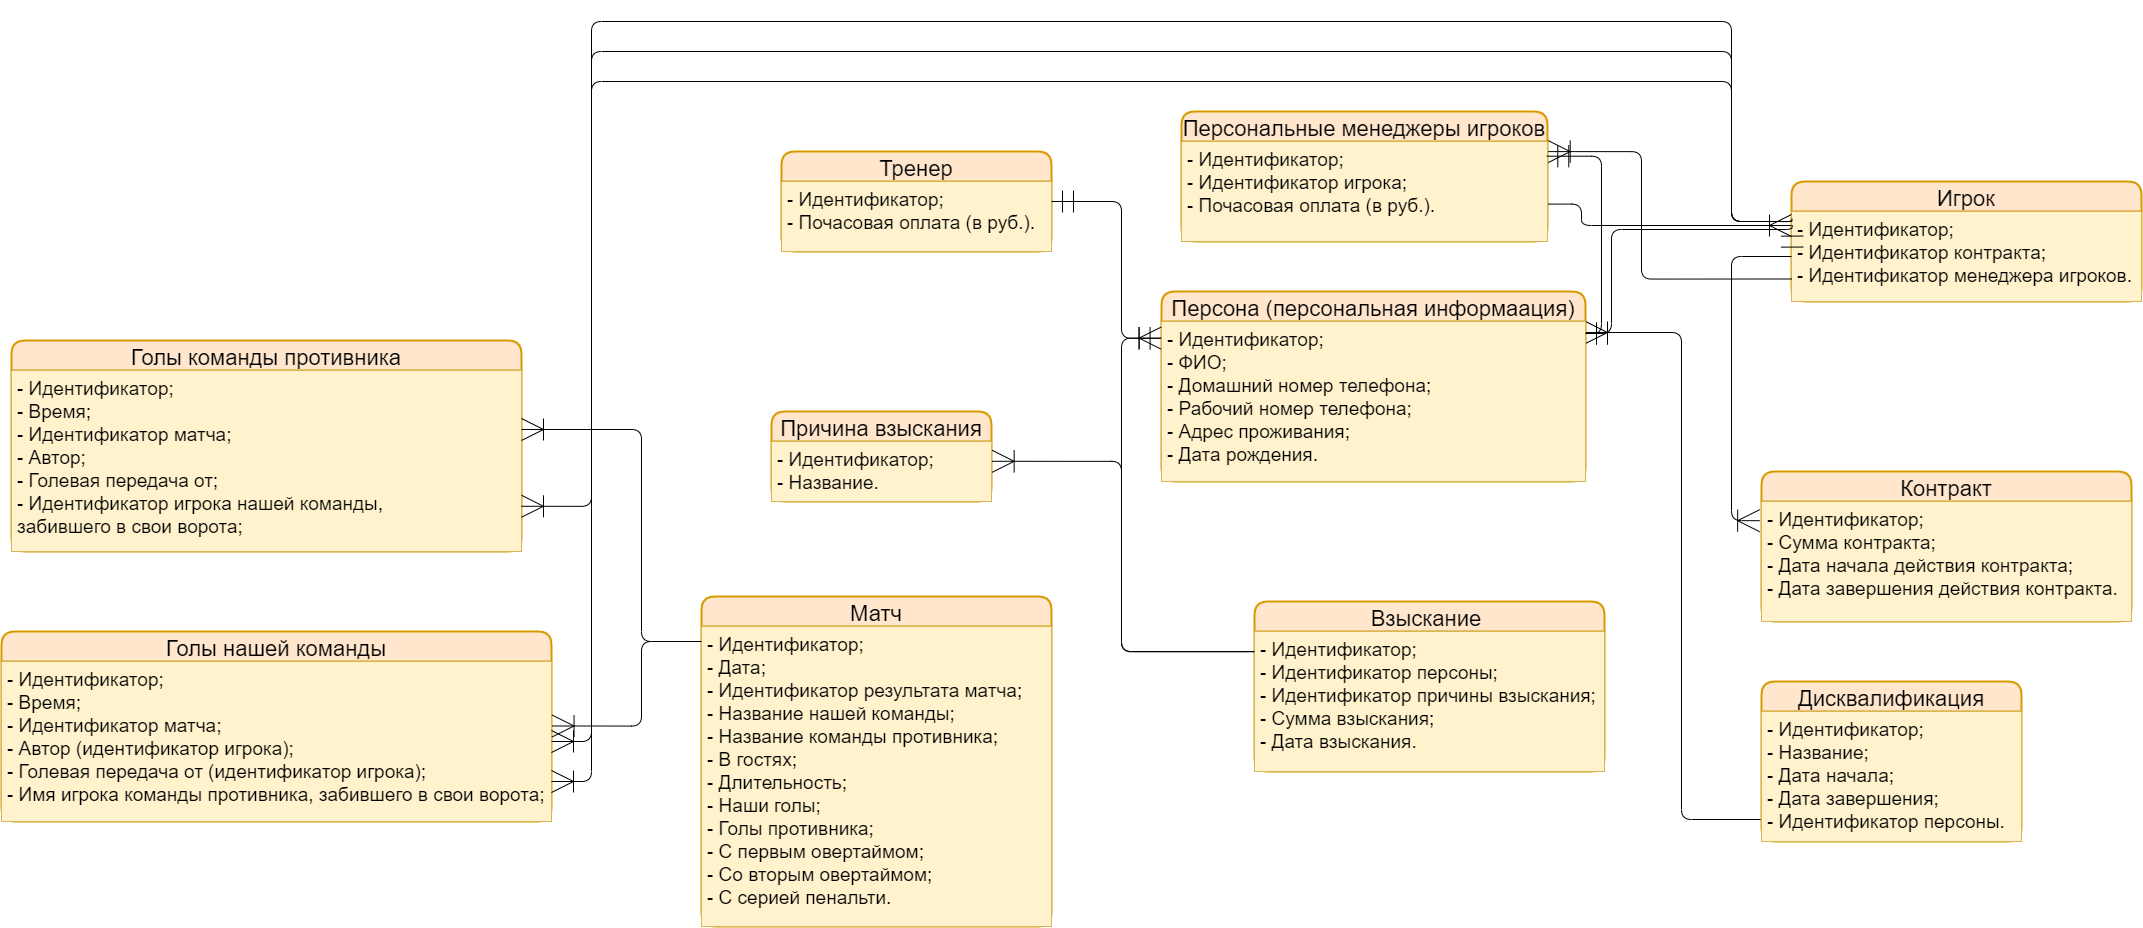 Персональные менеджеры игроков
- Идентификатор;
- Идентификатор игрока;
- Почасовая оплата (в руб.).
Тренер
- Идентификатор;
- Почасовая оплата (в руб.).
Игрок
- Идентификатор;
- Идентификатор контракта;
- Идентификатор менеджера игроков.
Персона (персональная информаация)
- Идентификатор;
- ФИО;
- Домашний номер телефона;
- Рабочий номер телефона;
- Адрес проживания;
- Дата рождения.
Голы команды противника
- Идентификатор;
- Время;
- Идентификатор матча;
- Автор;
- Голевая передача от;
- Идентификатор игрока нашей команды,
забившего в свои ворота;
Причина взыскания
- Идентификатор;
- Название.
Контракт
- Идентификатор;
- Сумма контракта;
- Дата начала действия контракта;
- Дата завершения действия контракта.
Матч
- Идентификатор;
- Дата;
- Идентификатор результата матча;
- Название нашей команды;
- Название команды противника;
- В гостях;
- Длительность;
- Наши голы;
- Голы противника;
- С первым овертаймом;
- Со вторым овертаймом;
- С серией пенальти.
Взыскание
- Идентификатор;
- Идентификатор персоны;
- Идентификатор причины взыскания;
- Сумма взыскания;
- Дата взыскания.
Голы нашей команды
- Идентификатор;
- Время;
- Идентификатор матча;
- Автор (идентификатор игрока);
- Голевая передача от (идентификатор игрока);
- Имя игрока команды противника, забившего в свои ворота;
Дисквалификация
- Идентификатор;
- Название;
- Дата начала;
- Дата завершения;
- Идентификатор персоны.